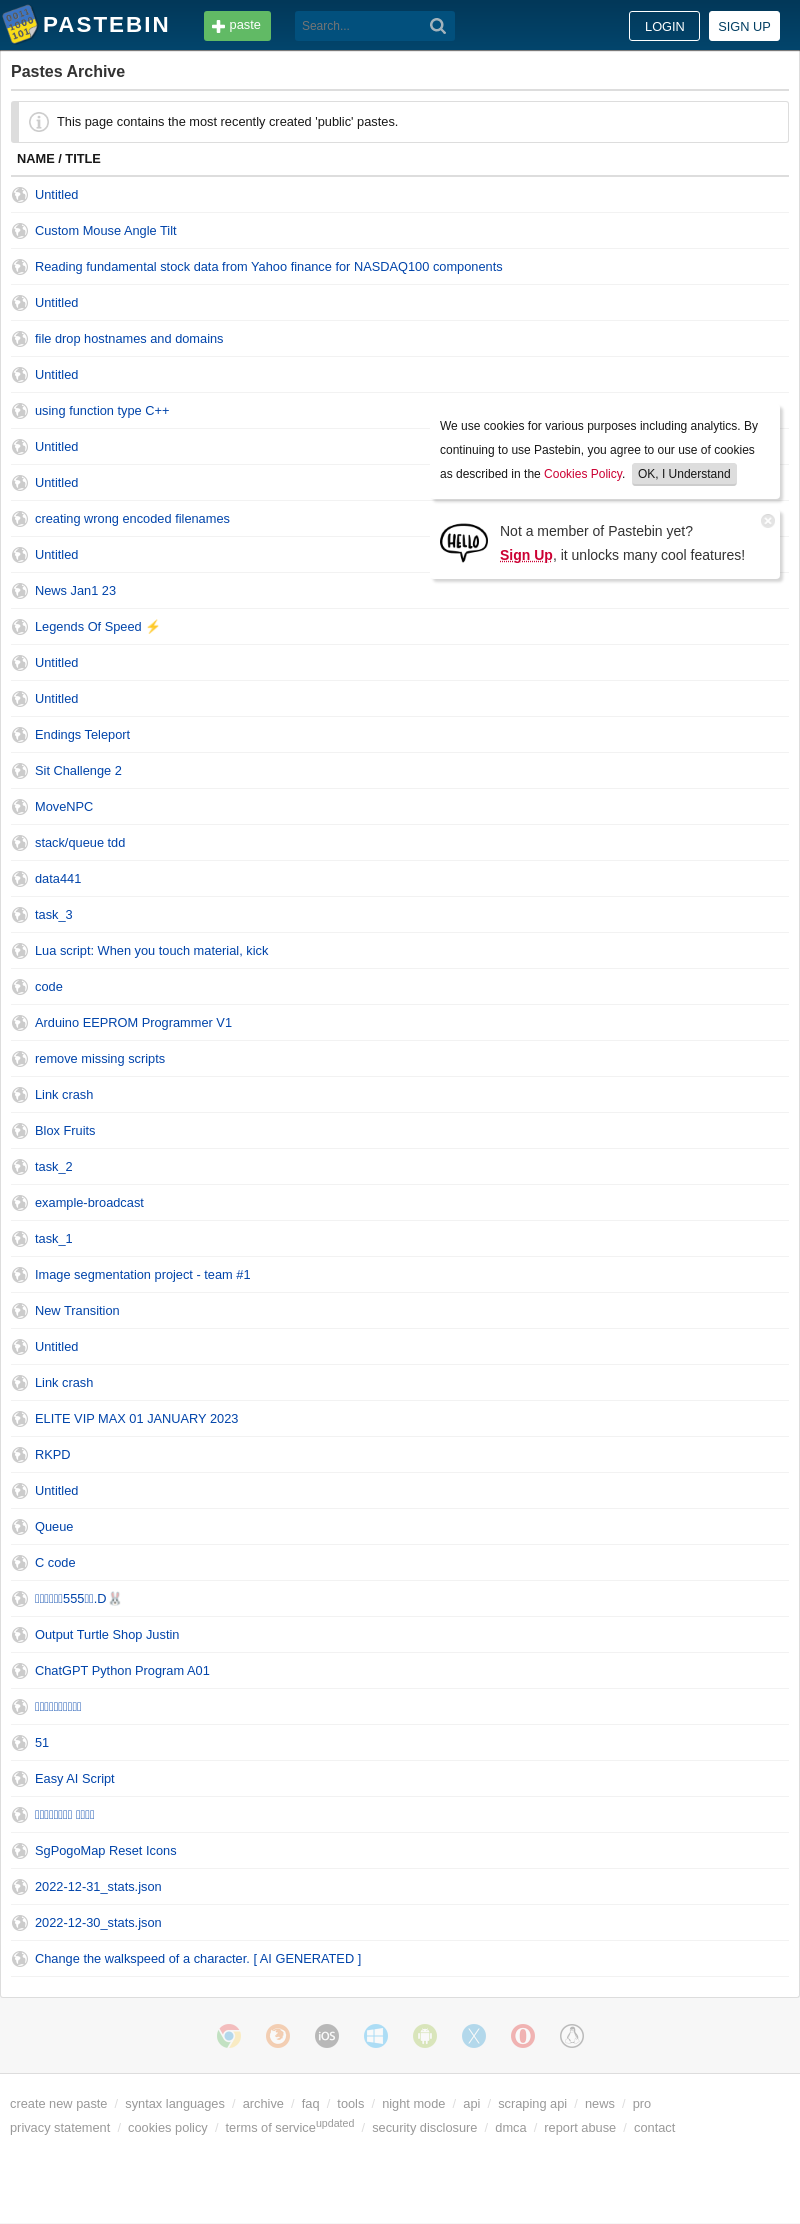 PASTEBIN
paste
Search...
LOGIN
SIGN UP
Pastes Archive
This page contains the most recently created 'public' pastes.
NAME / TITLE
Untitled
Custom Mouse Angle Tilt
Reading fundamental stock data from Yahoo finance for NASDAQ100 components
Untitled
file drop hostnames and domains
Untitled
using function type C++
Untitled
Untitled
creating wrong encoded filenames
Untitled
We use cookies for various purposes including analytics. By
continuing to use Pastebin, you agree to our use of cookies
as described in the Cookies Policy. OK, I Understand
HELLO
Not a member of Pastebin yet?
Sign Up, it unlocks many cool features!
News Jan1 23
Legends Of Speed ⚡
Untitled
Untitled
Endings Teleport
Sit Challenge 2
MoveNPC
stack/queue tdd
data441
task_3
Lua script: When you touch material, kick
code
Arduino EEPROM Programmer V1
remove missing scripts
Link crash
Blox Fruits
task_2
example-broadcast
task_1
Image segmentation project - team #1
New Transition
Untitled
Link crash
ELITE VIP MAX 01 JANUARY 2023
RKPD
Untitled
Queue
C code
555 .D🐰
Output Turtle Shop Justin
ChatGPT Python Program A01
51
Easy AI Script
SgPogoMap Reset Icons
2022-12-31_stats.json
2022-12-30_stats.json
Change the walkspeed of a character. [ AI GENERATED ]
iOS
create new paste / syntax languages / archive / faq / tools / night mode / api / scraping api / news / pro
privacy statement / cookies policy / terms of service updated / security disclosure / dmca / report abuse / contact